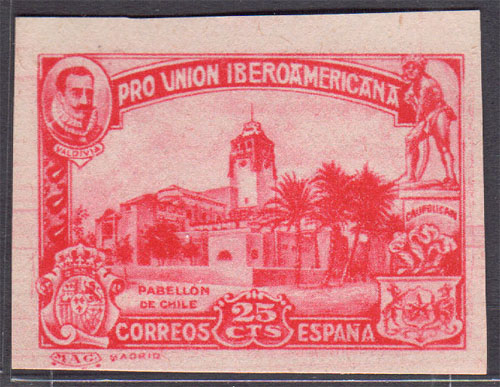 PRO UNION IBEROAMERICANA
VALDIVIA
CAUPOLICAN
PABELLON
DE CHILE
25
CTS
CORREOS ESPAÑA
MADRID